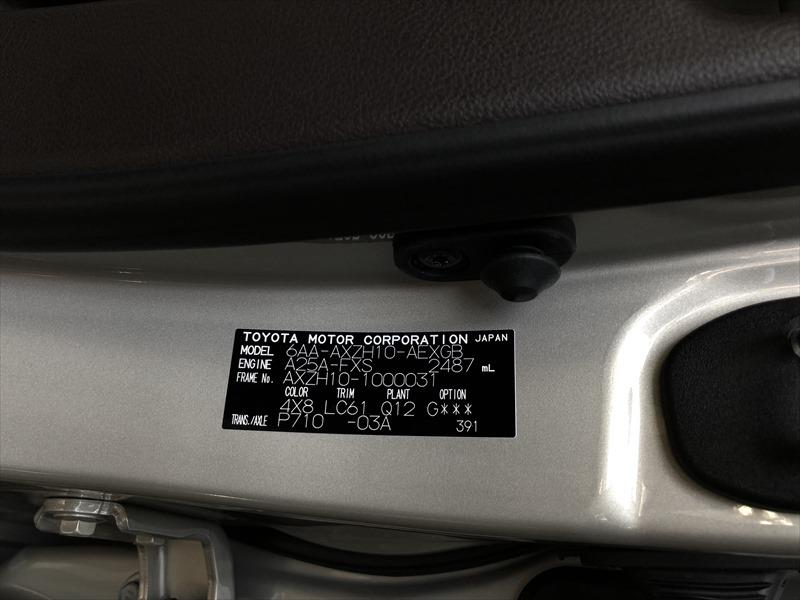 TOYOTA MOTOR CORPORATION JAPAN
MODEL 6AA-AXZH10-AEXGB
ENGINE A25A-FXS 2487 mL
FRAME No. AXZH10-1000031
COLOR TRIM PLANT OPTION
4X8 LC61 Q12 G***
TRANS./AXLE P710 -03A 391